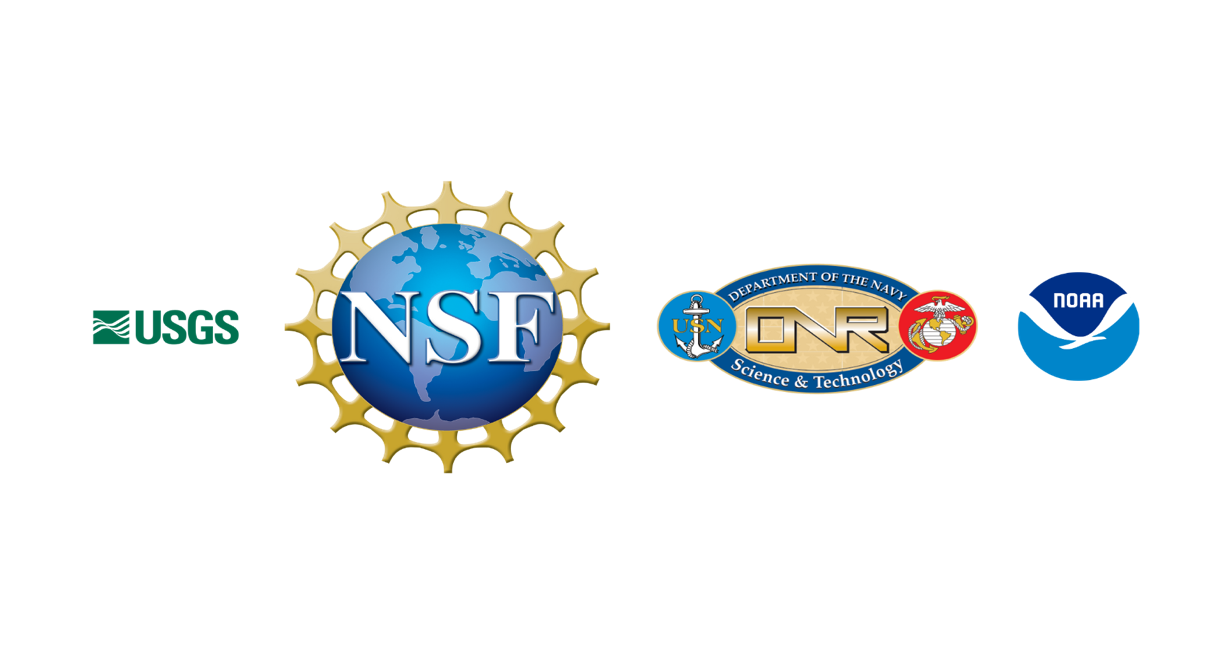 USGS
NSF
DEPARTMENT OF THE NAVY
USN
ONR
Science & Technology
NOAA